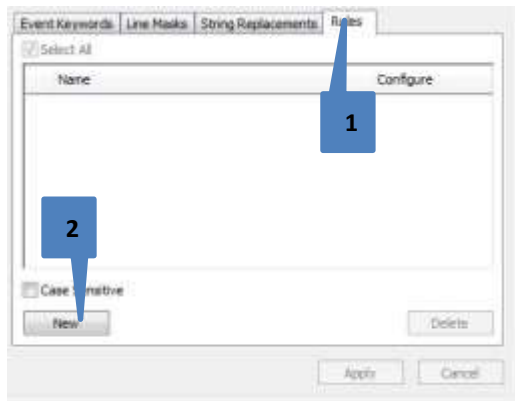 Event Keywords Line Masks String Replacements Rules
Select All
Name Configure
1
2
Case Sensitive
New Delete
Apply Cancel